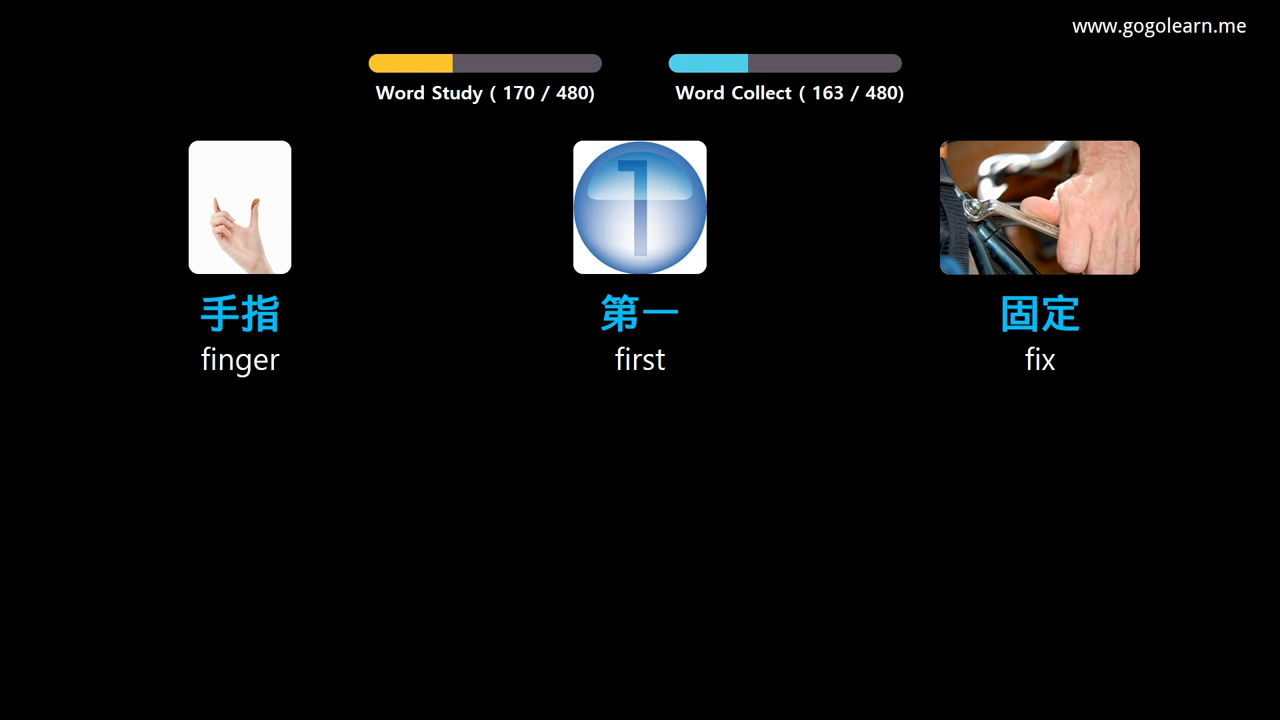 www.gogolearn.me
Word Study ( 170 / 480)
Word Collect ( 163 / 480)
1
手指
第一
固定
finger
first
fix